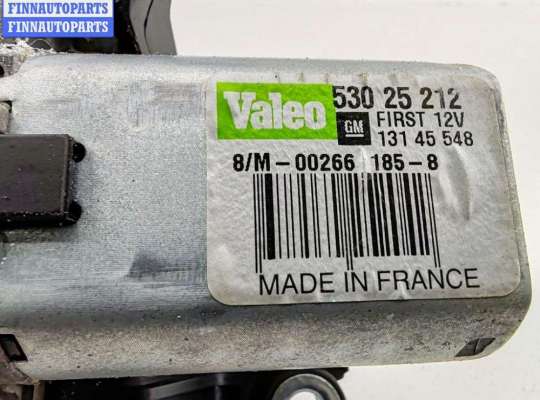 FINNAUTOPARTS
FINNAUTOPARTS
Valeo 530 25 212
GM FIRST 12V
131 45 548
8/M-00266 185-8
MADE IN FRANCE